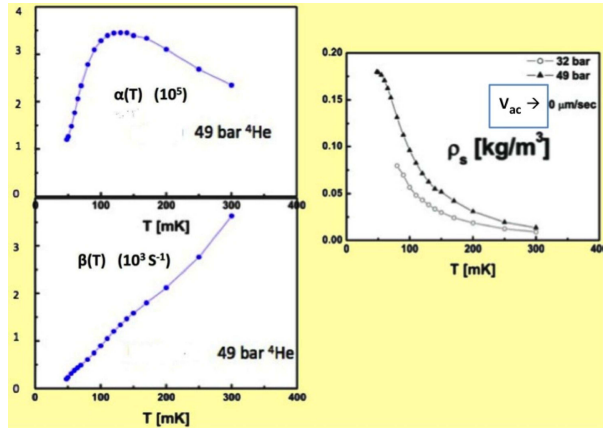 4
3
2
1
0
α(T) (10⁵)
49 bar ⁴He
0 100 200 300 400
T [mK]
3
2
1
0
β(T) (10³ S⁻¹)
49 bar ⁴He
0 100 200 300 400
T [mK]
0.20
0.15
0.10
0.05
0.00
32 bar
49 bar
Vac → 0 μm/sec
ρs [kg/m³]
0 100 200 300 400
T [mK]